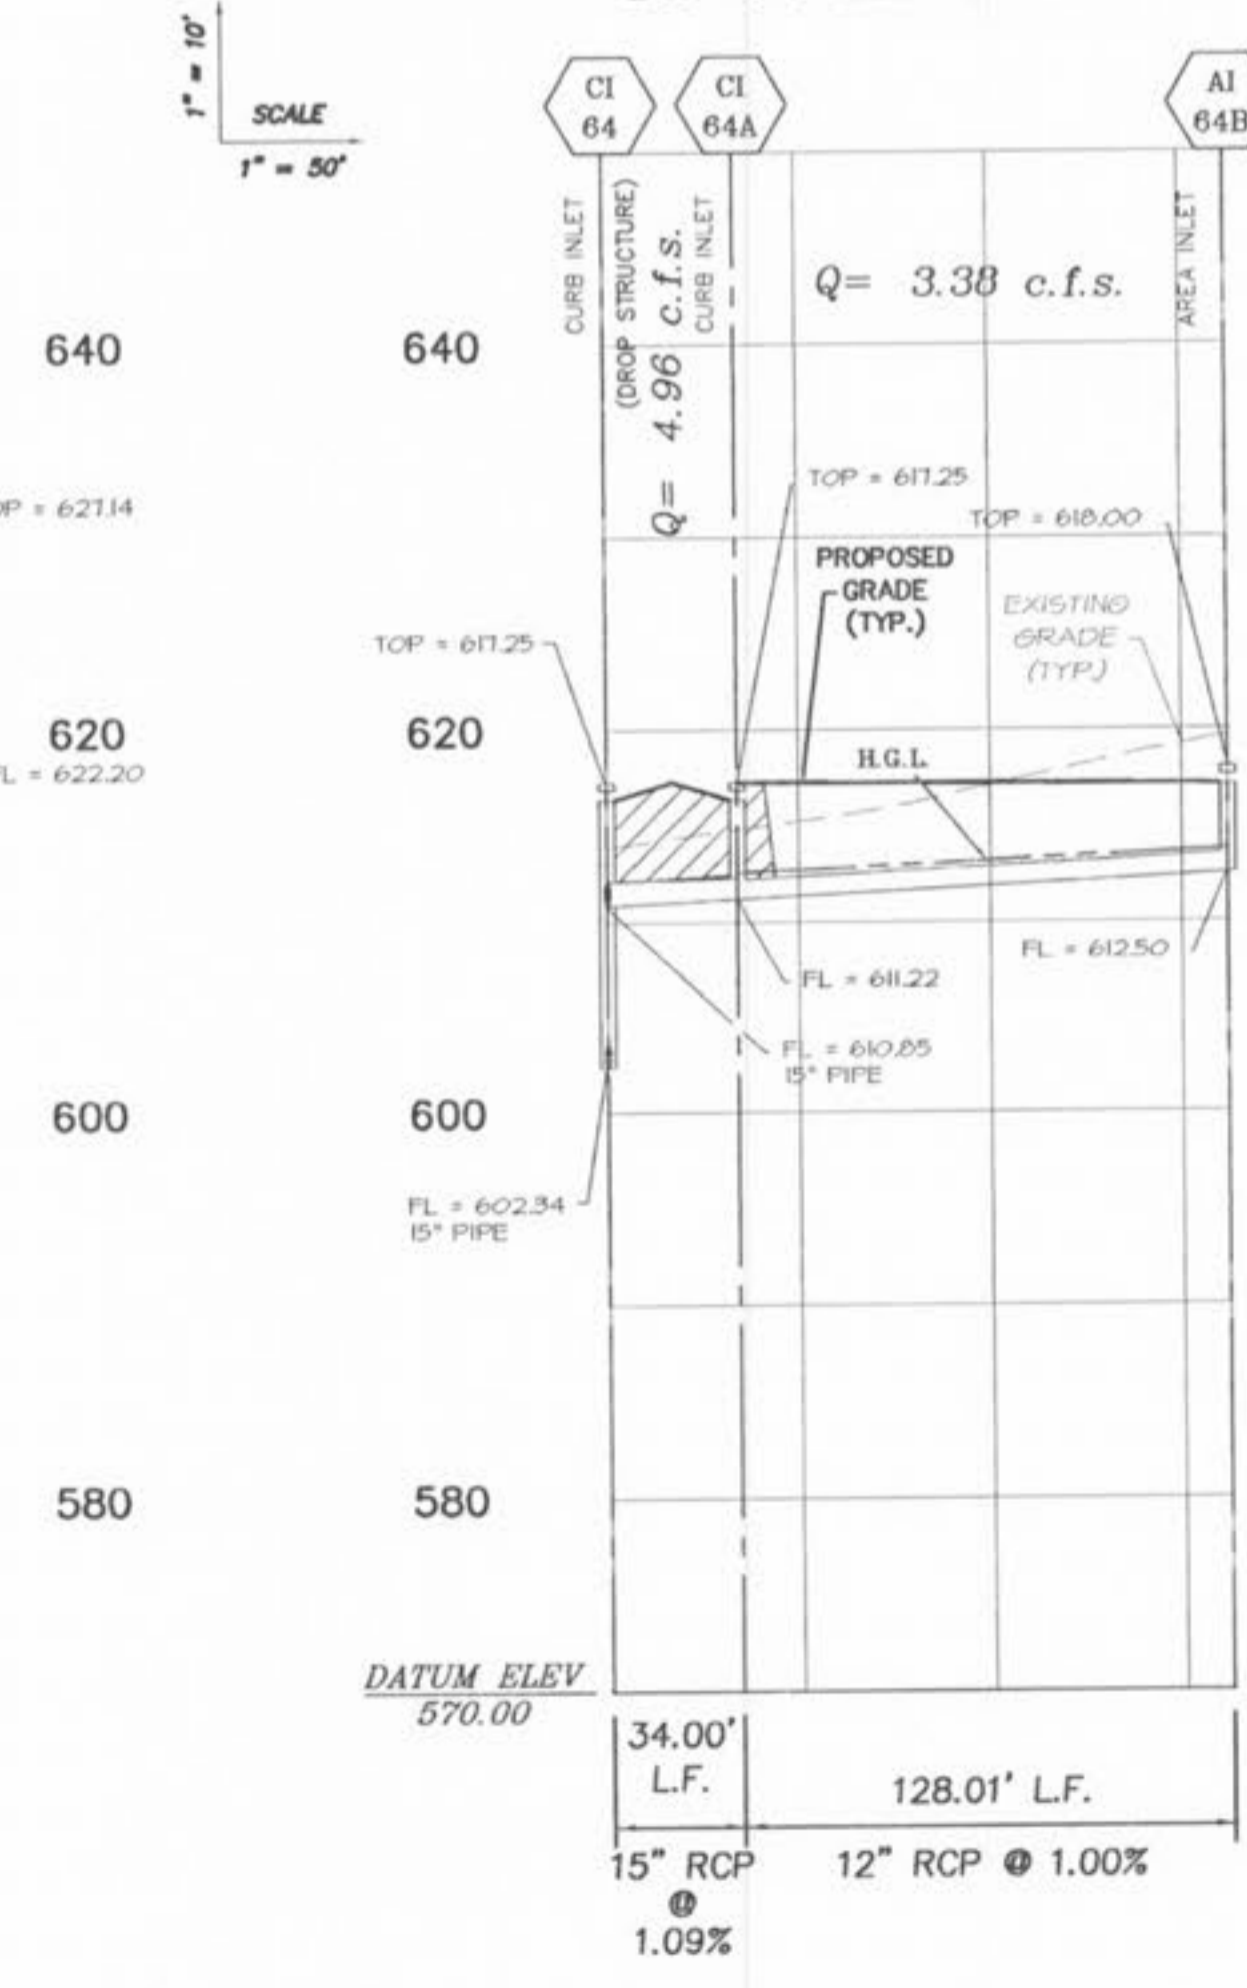 1" = 10'
SCALE
1" = 50'
CI
64
CI
64A
AI
64B
CURB INLET
(DROP STRUCTURE)
Q= 4.96 c.f.s.
CURB INLET
Q= 3.38 c.f.s.
AREA INLET
640
640
TOP = 617.25
OP = 627.14
TOP = 618.00
PROPOSED
GRADE
(TYP.)
EXISTING
GRADE
(TYP.)
TOP = 617.25
620
620
H.G.L.
FL = 622.20
FL = 612.50
FL = 611.22
FL = 610.85
15" PIPE
600
600
FL = 602.34
15" PIPE
580
580
DATUM ELEV
570.00
34.00'
L.F.
128.01' L.F.
15" RCP
@
1.09%
12" RCP @ 1.00%